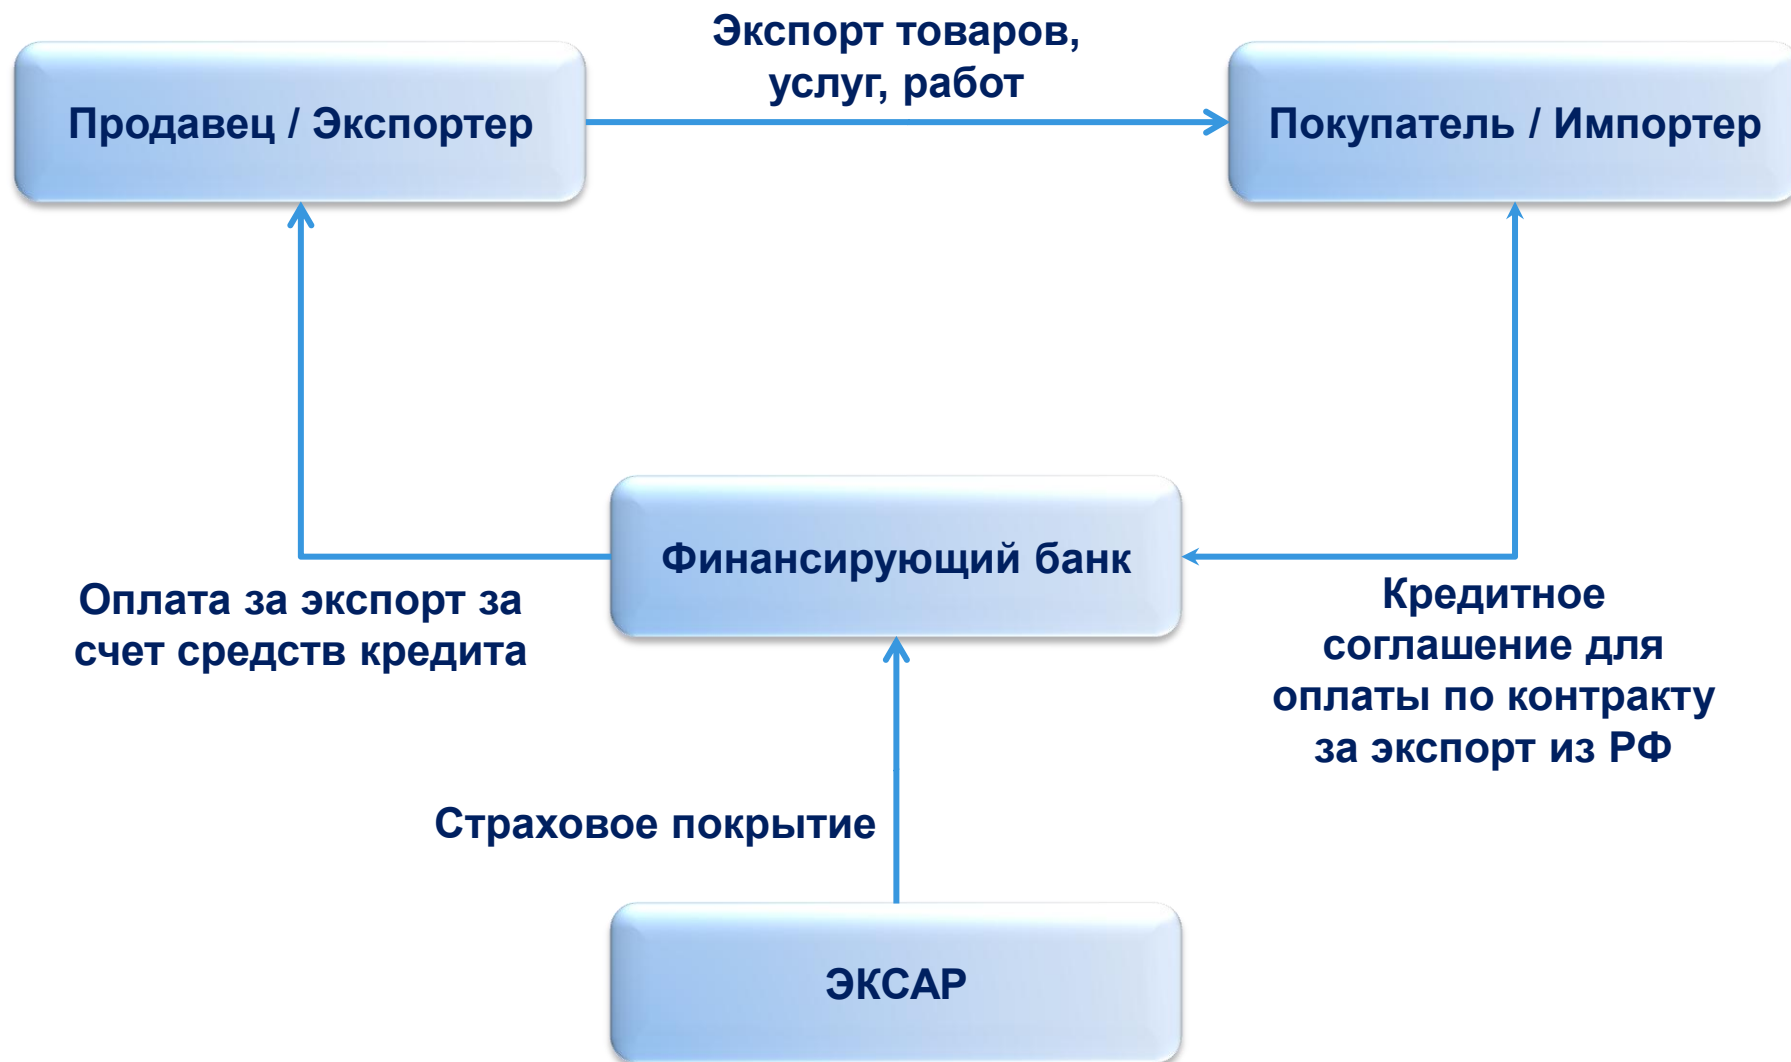 Экспорт товаров,
услуг, работ
Продавец / Экспортер
Покупатель / Импортер
Финансирующий банк
Оплата за экспорт за
счет средств кредита
Кредитное
соглашение для
оплаты по контракту
за экспорт из РФ
Страховое покрытие
ЭКСАР